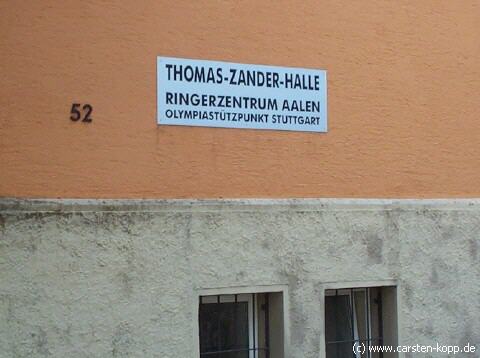 THOMAS-ZANDER-HALLE
RINGERZENTRUM AALEN
OLYMPIASTÜTZPUNKT STUTTGART
52
(c) www.carsten-kopp.de